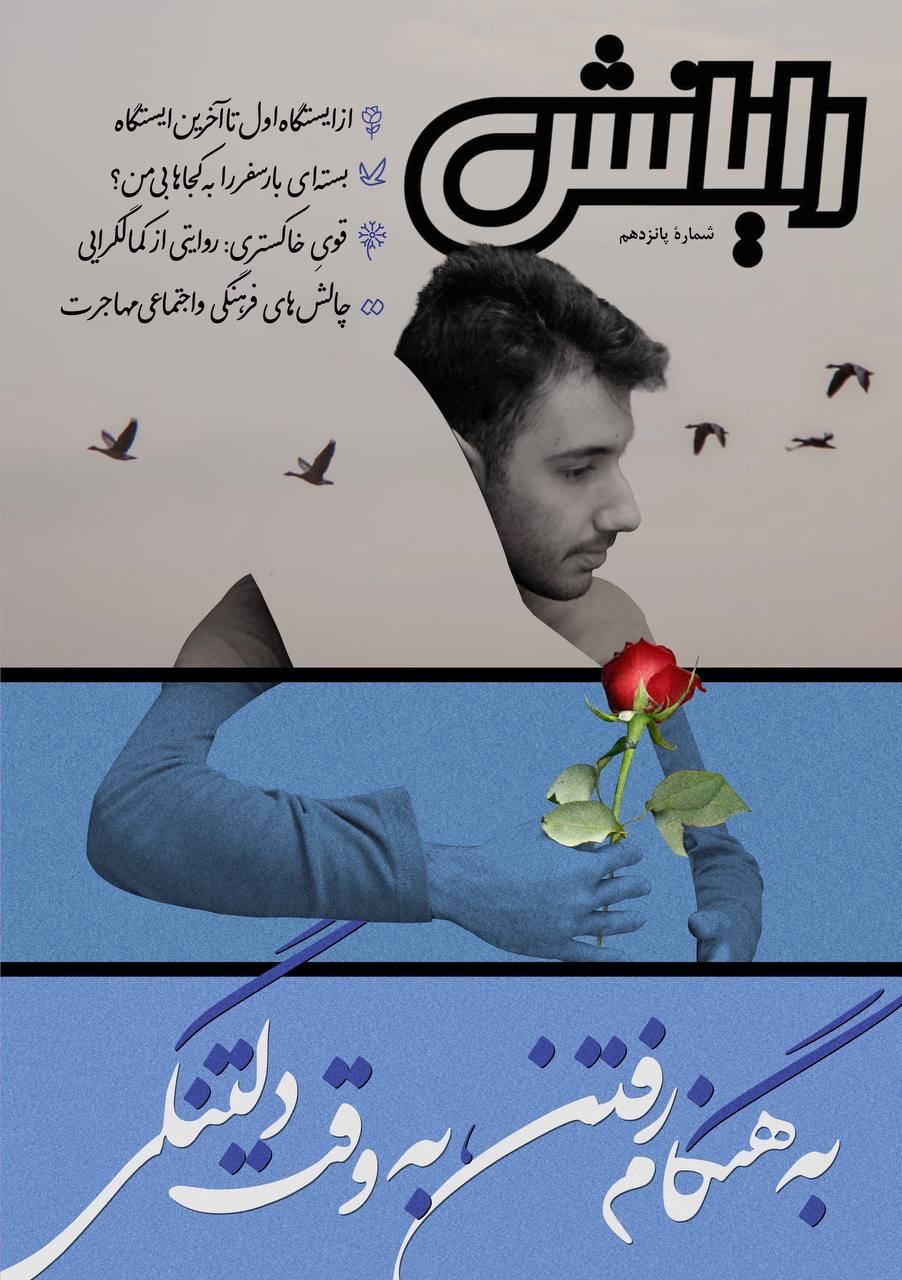 رایانش
شمارهٔ پانزدهم
از ایستگاه اول تا آخرین ایستگاه
بسته‌ای بار سفر را به کجاها بی من؟
قویِ خاکستری: روایتی از کمالگرایی
چالش‌های فرهنگی و اجتماعی مهاجرت
به هنگام رفتن، به وقت دلتنگی